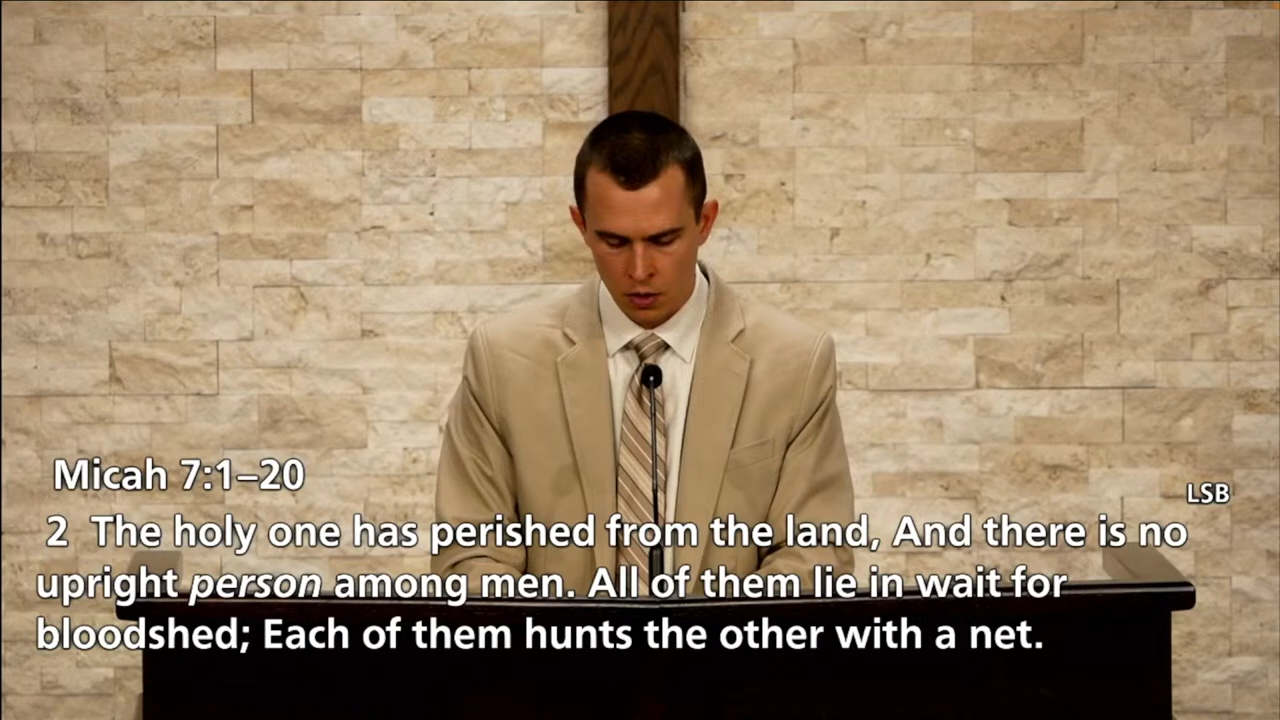 Micah 7:1–20
LSB
2 The holy one has perished from the land, And there is no
upright person among men. All of them lie in wait for
bloodshed; Each of them hunts the other with a net.